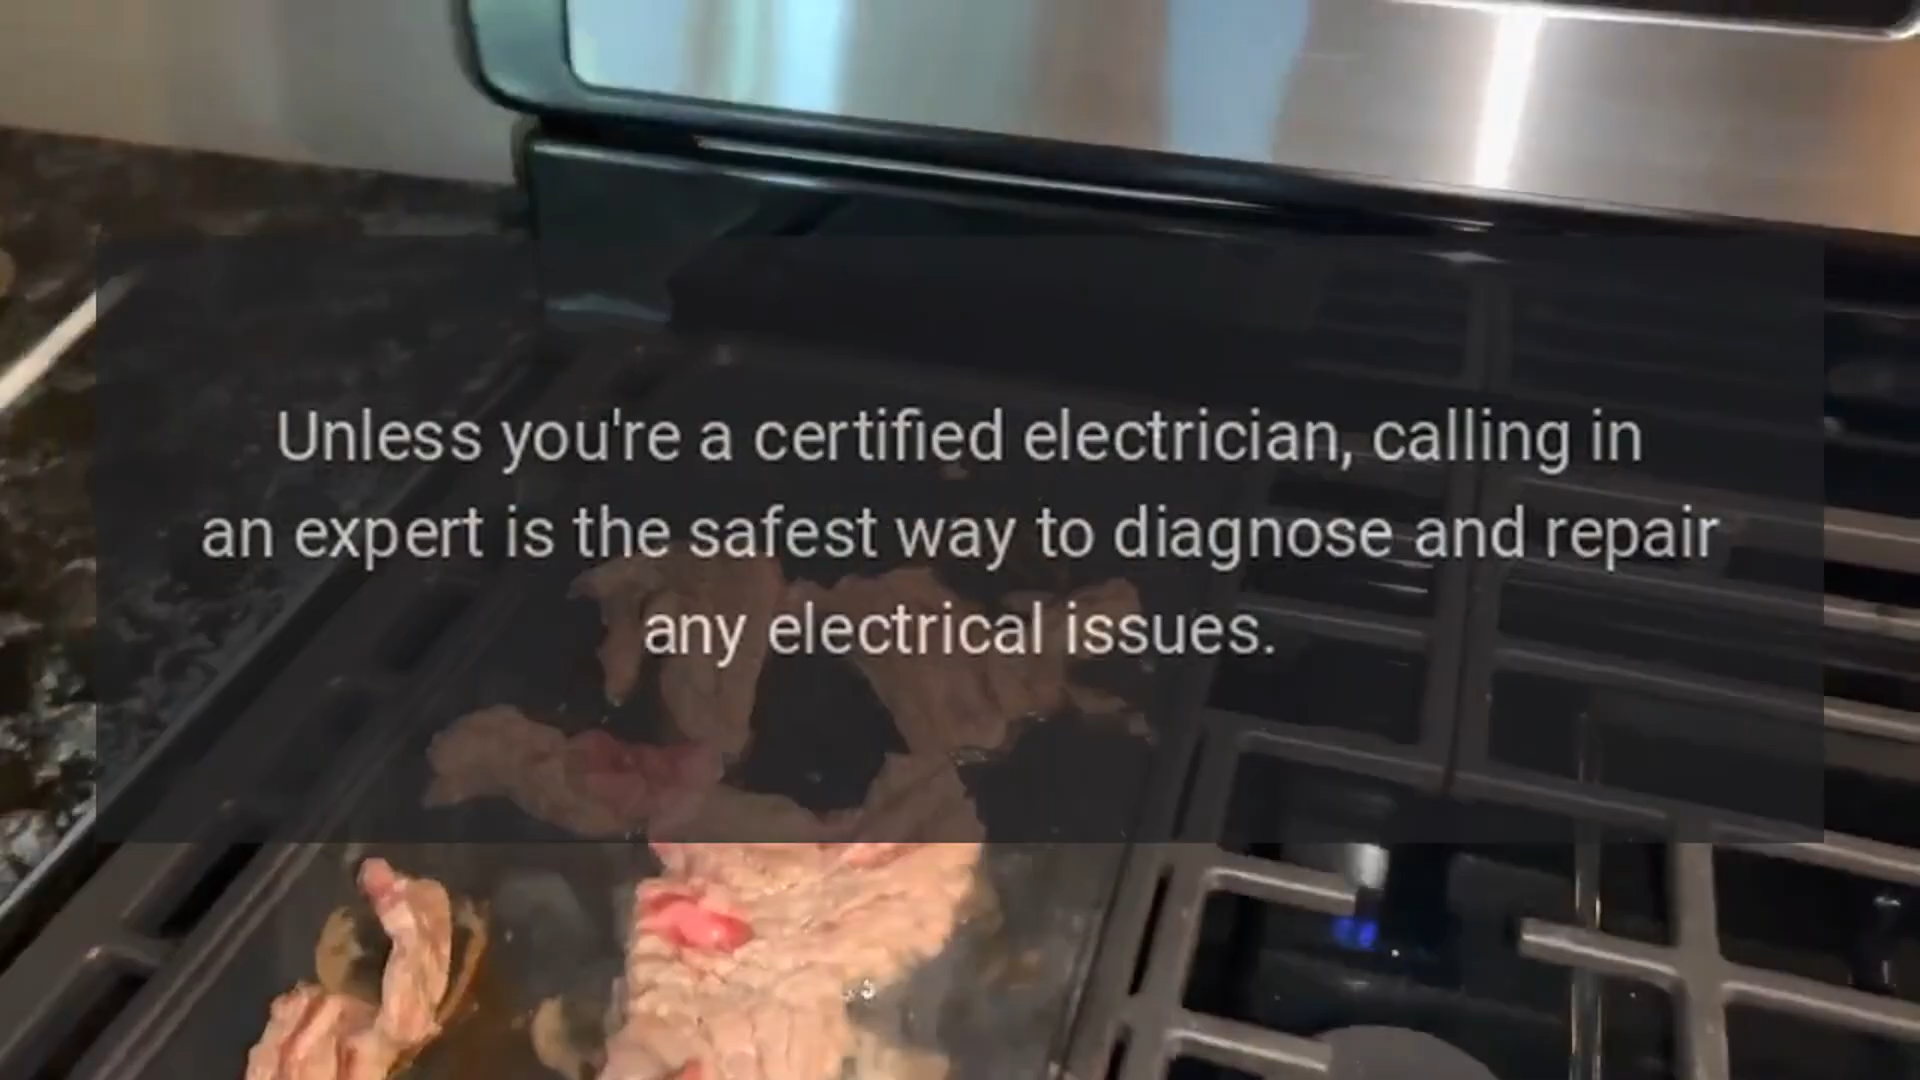 Unless you're a certified electrician, calling in
an expert is the safest way to diagnose and repair
any electrical issues.